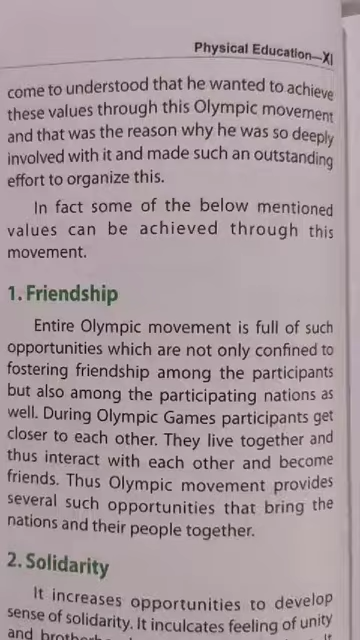 Physical Education—XI
come to understood that he wanted to achieve
these values through this Olympic movement
and that was the reason why he was so deeply
involved with it and made such an outstanding
effort to organize this.
In fact some of the below mentioned
values can be achieved through this
movement.
1. Friendship
Entire Olympic movement is full of such
opportunities which are not only confined to
fostering friendship among the participants
but also among the participating nations as
well. During Olympic Games participants get
closer to each other. They live together and
thus interact with each other and become
friends. Thus Olympic movement provides
several such opportunities that bring the
nations and their people together.
2. Solidarity
It increases opportunities to develop
sense of solidarity. It inculcates feeling of unity
and